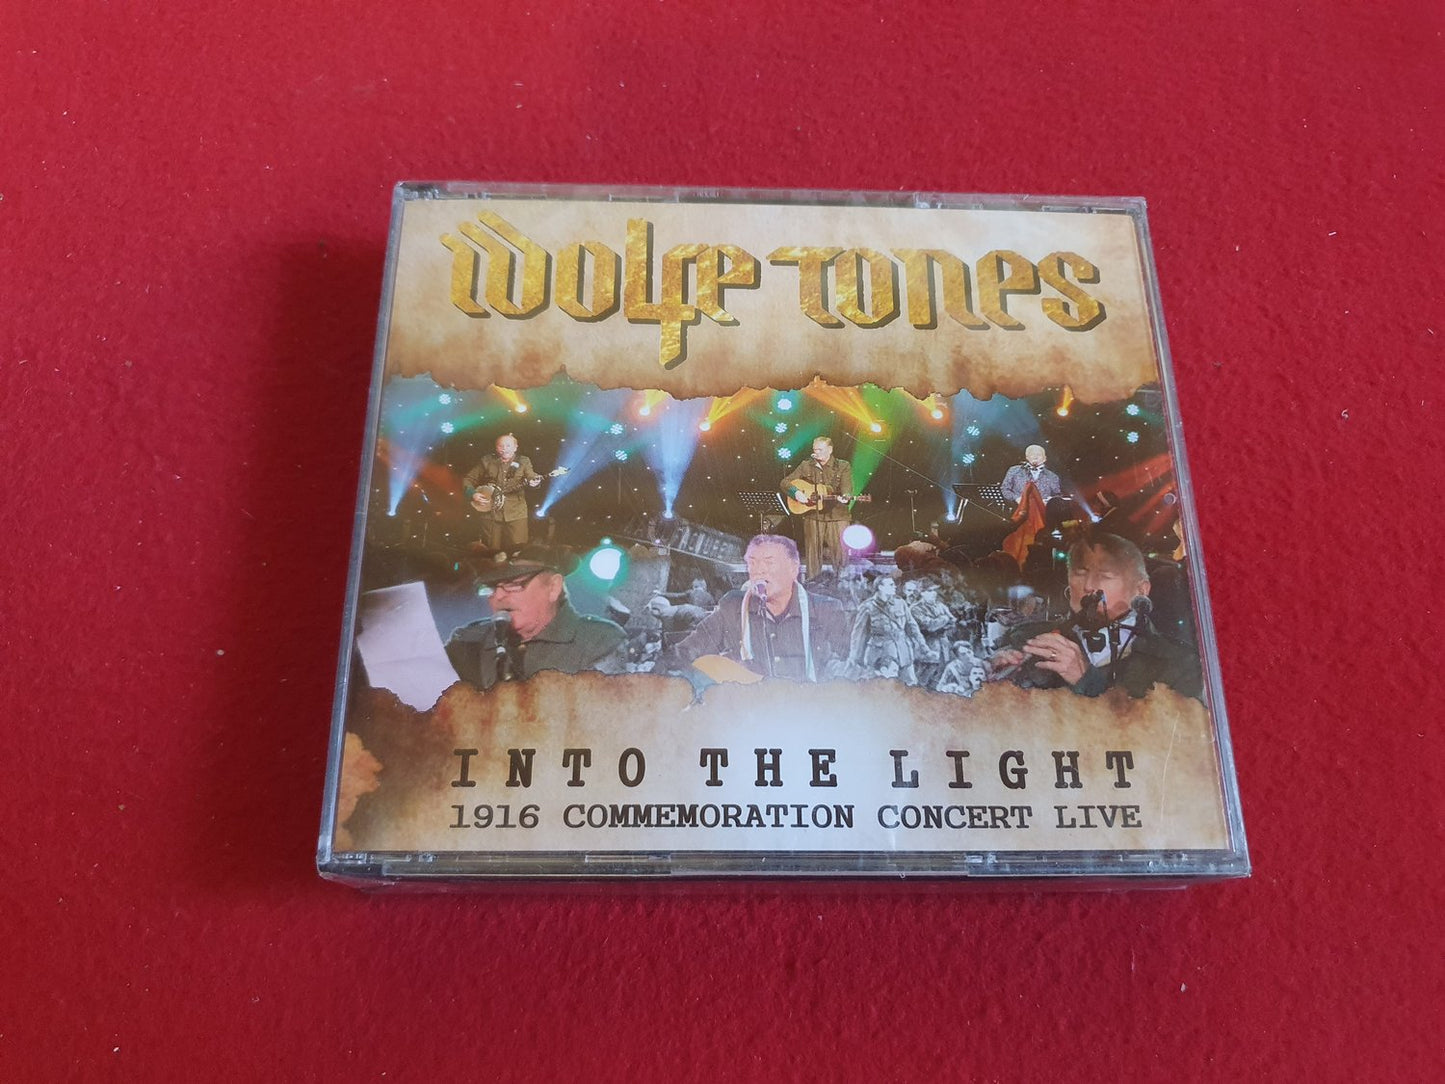 Wolfe Tones
INTO THE LIGHT
1916 COMMEMORATION CONCERT LIVE